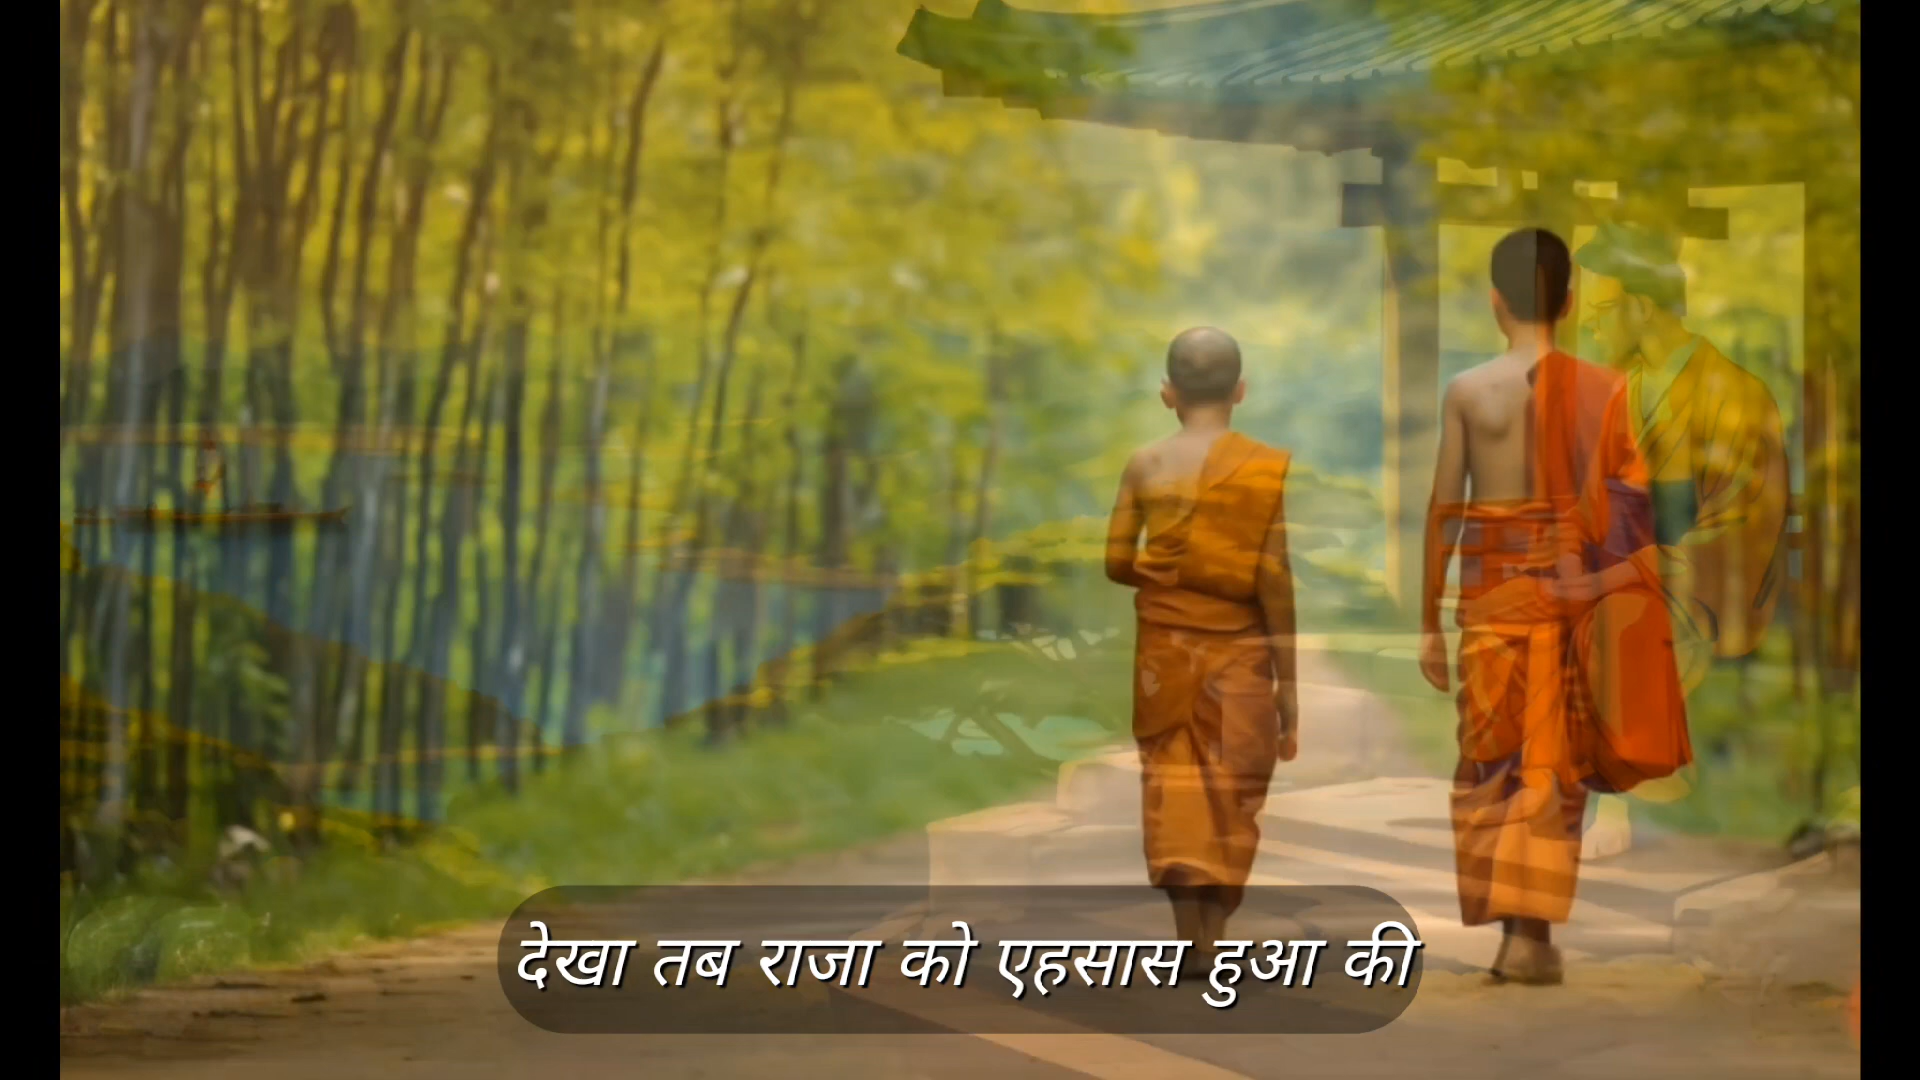 देखा तब राजा को एहसास हुआ की